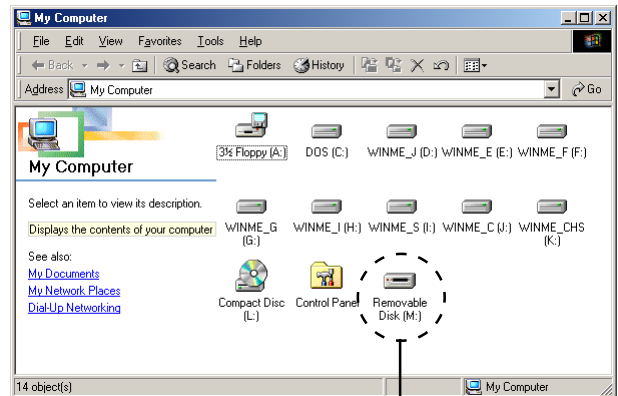 My Computer
File Edit View Favorites Tools Help
Back Search Folders History
Address My Computer Go
3½ Floppy (A:) DOS (C:) WINME_J (D:) WINME_E (E:) WINME_F (F:)
My Computer
Select an item to view its description.
Displays the contents of your computer
WINME_G (G:) WINME_I (H:) WINME_S (I:) WINME_C (J:) WINME_CHS (K:)
See also:
My Documents
My Network Places
Dial-Up Networking
Compact Disc (L:) Control Panel Removable Disk (M:)
14 object(s) My Computer